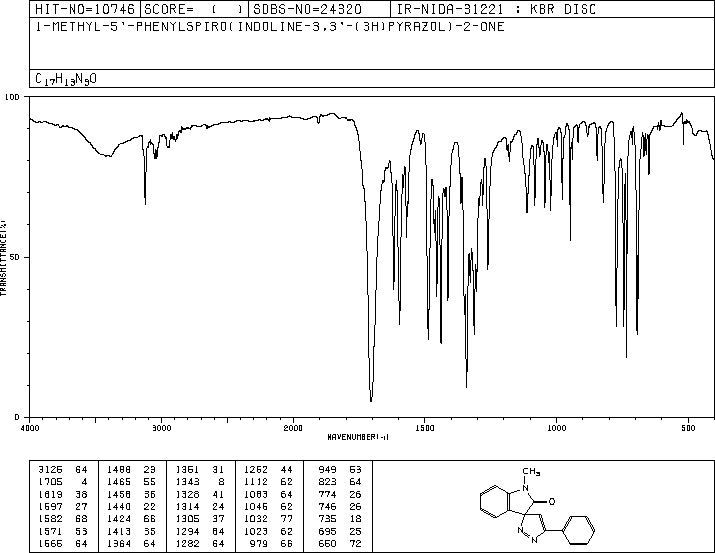 HIT-NO=10746 SCORE= ( ) SDBS-NO=24320 IR-NIDA-31221 : KBR DISC
1-METHYL-5'-PHENYLSPIRO(INDOLINE-3,3'-(3H)PYRAZOL)-2-ONE
C17H13N3O
100
50
0
TRANSMITTANCE(%)
4000 3000 2000 1500 1000 500
WAVENUMBER(-1)
3125 64 1488 23 1351 31 1262 44 949 53
1705 4 1465 55 1343 8 1112 62 823 64
1619 38 1458 36 1328 41 1083 64 774 26
1597 27 1440 22 1314 24 1045 62 746 26
1582 68 1424 66 1305 37 1032 77 735 18
1571 53 1413 35 1294 84 1023 62 695 25
1565 64 1364 64 1282 64 979 66 650 72
CH3
N
O
N
N